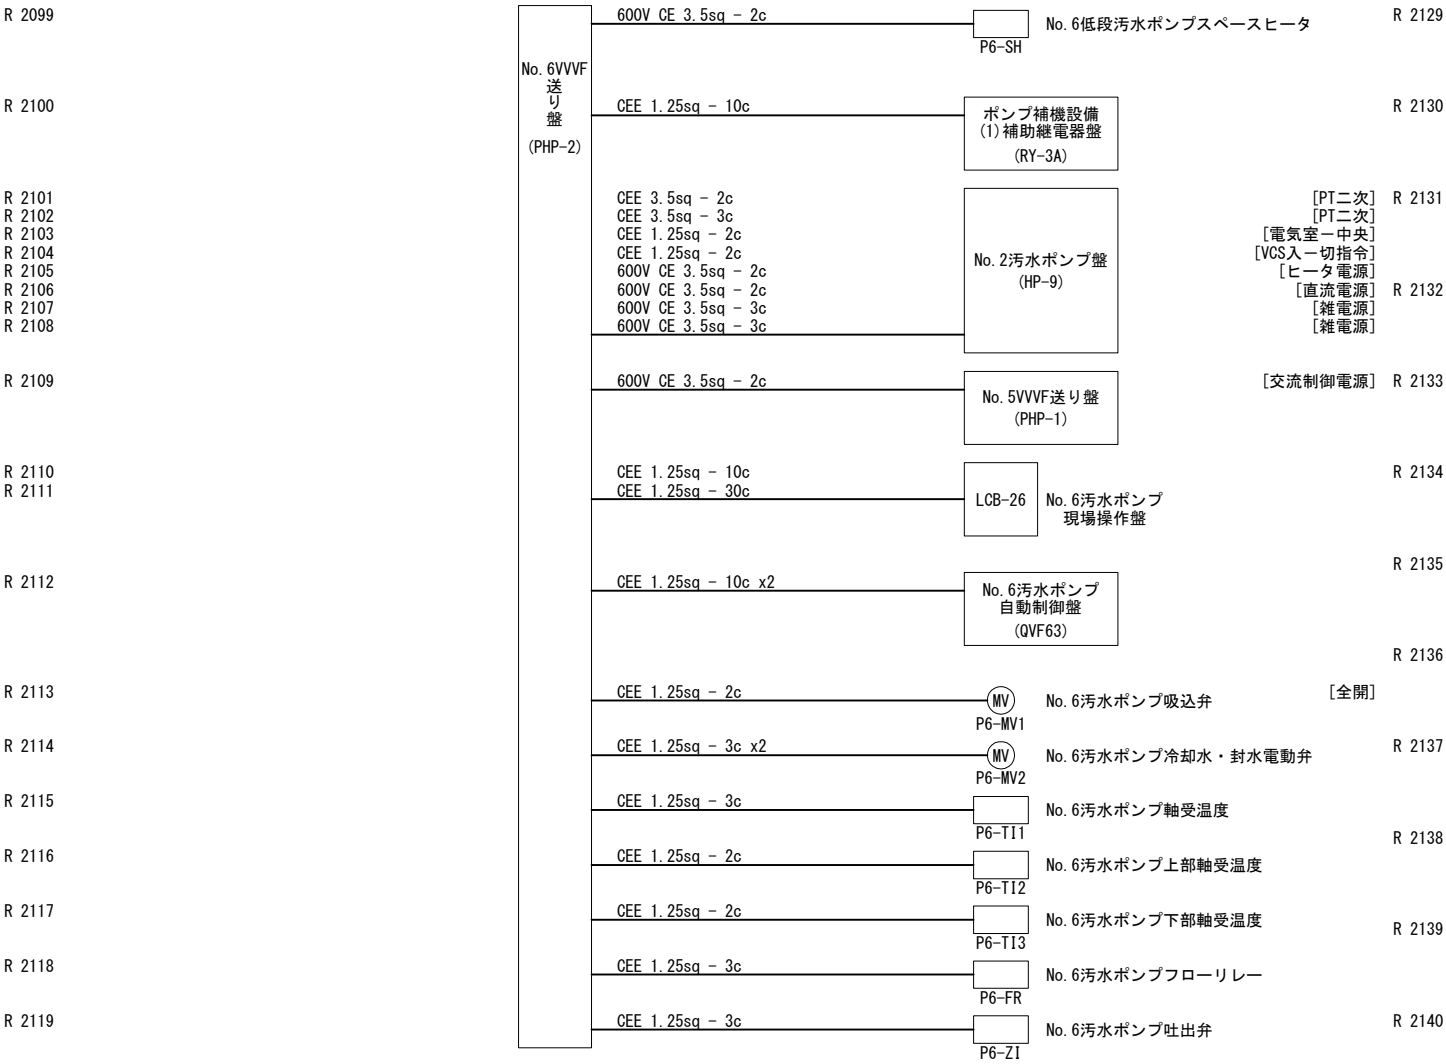 R 2099
600V CE 3.5sq - 2c
No.6低段汚水ポンプスペースヒータ
R 2129
P6-SH
No.6VVVF
送
り
盤
(PHP-2)
R 2100
CEE 1.25sq - 10c
ポンプ補機設備
(1)補助継電器盤
(RY-3A)
R 2130
R 2101
CEE 3.5sq - 2c
[PT二次]
R 2131
R 2102
CEE 3.5sq - 3c
[PT二次]
R 2103
CEE 1.25sq - 2c
[電気室－中央]
R 2104
CEE 1.25sq - 2c
[VCS入－切指令]
No.2汚水ポンプ盤
(HP-9)
R 2105
600V CE 3.5sq - 2c
[ヒータ電源]
R 2106
600V CE 3.5sq - 2c
[直流電源]
R 2132
R 2107
600V CE 3.5sq - 3c
[雑電源]
R 2108
600V CE 3.5sq - 3c
[雑電源]
R 2109
600V CE 3.5sq - 2c
[交流制御電源]
R 2133
No.5VVVF送り盤
(PHP-1)
R 2110
CEE 1.25sq - 10c
R 2134
R 2111
CEE 1.25sq - 30c
LCB-26
No.6汚水ポンプ
現場操作盤
R 2135
R 2112
CEE 1.25sq - 10c x2
No.6汚水ポンプ
自動制御盤
(QVF63)
R 2136
R 2113
CEE 1.25sq - 2c
MV
No.6汚水ポンプ吸込弁
[全開]
P6-MV1
R 2114
CEE 1.25sq - 3c x2
MV
No.6汚水ポンプ冷却水・封水電動弁
R 2137
P6-MV2
R 2115
CEE 1.25sq - 3c
No.6汚水ポンプ軸受温度
P6-TI1
R 2138
R 2116
CEE 1.25sq - 2c
No.6汚水ポンプ上部軸受温度
P6-TI2
R 2117
CEE 1.25sq - 2c
No.6汚水ポンプ下部軸受温度
R 2139
P6-TI3
R 2118
CEE 1.25sq - 3c
No.6汚水ポンプフローリレー
P6-FR
R 2119
CEE 1.25sq - 3c
No.6汚水ポンプ吐出弁
R 2140
P6-ZI